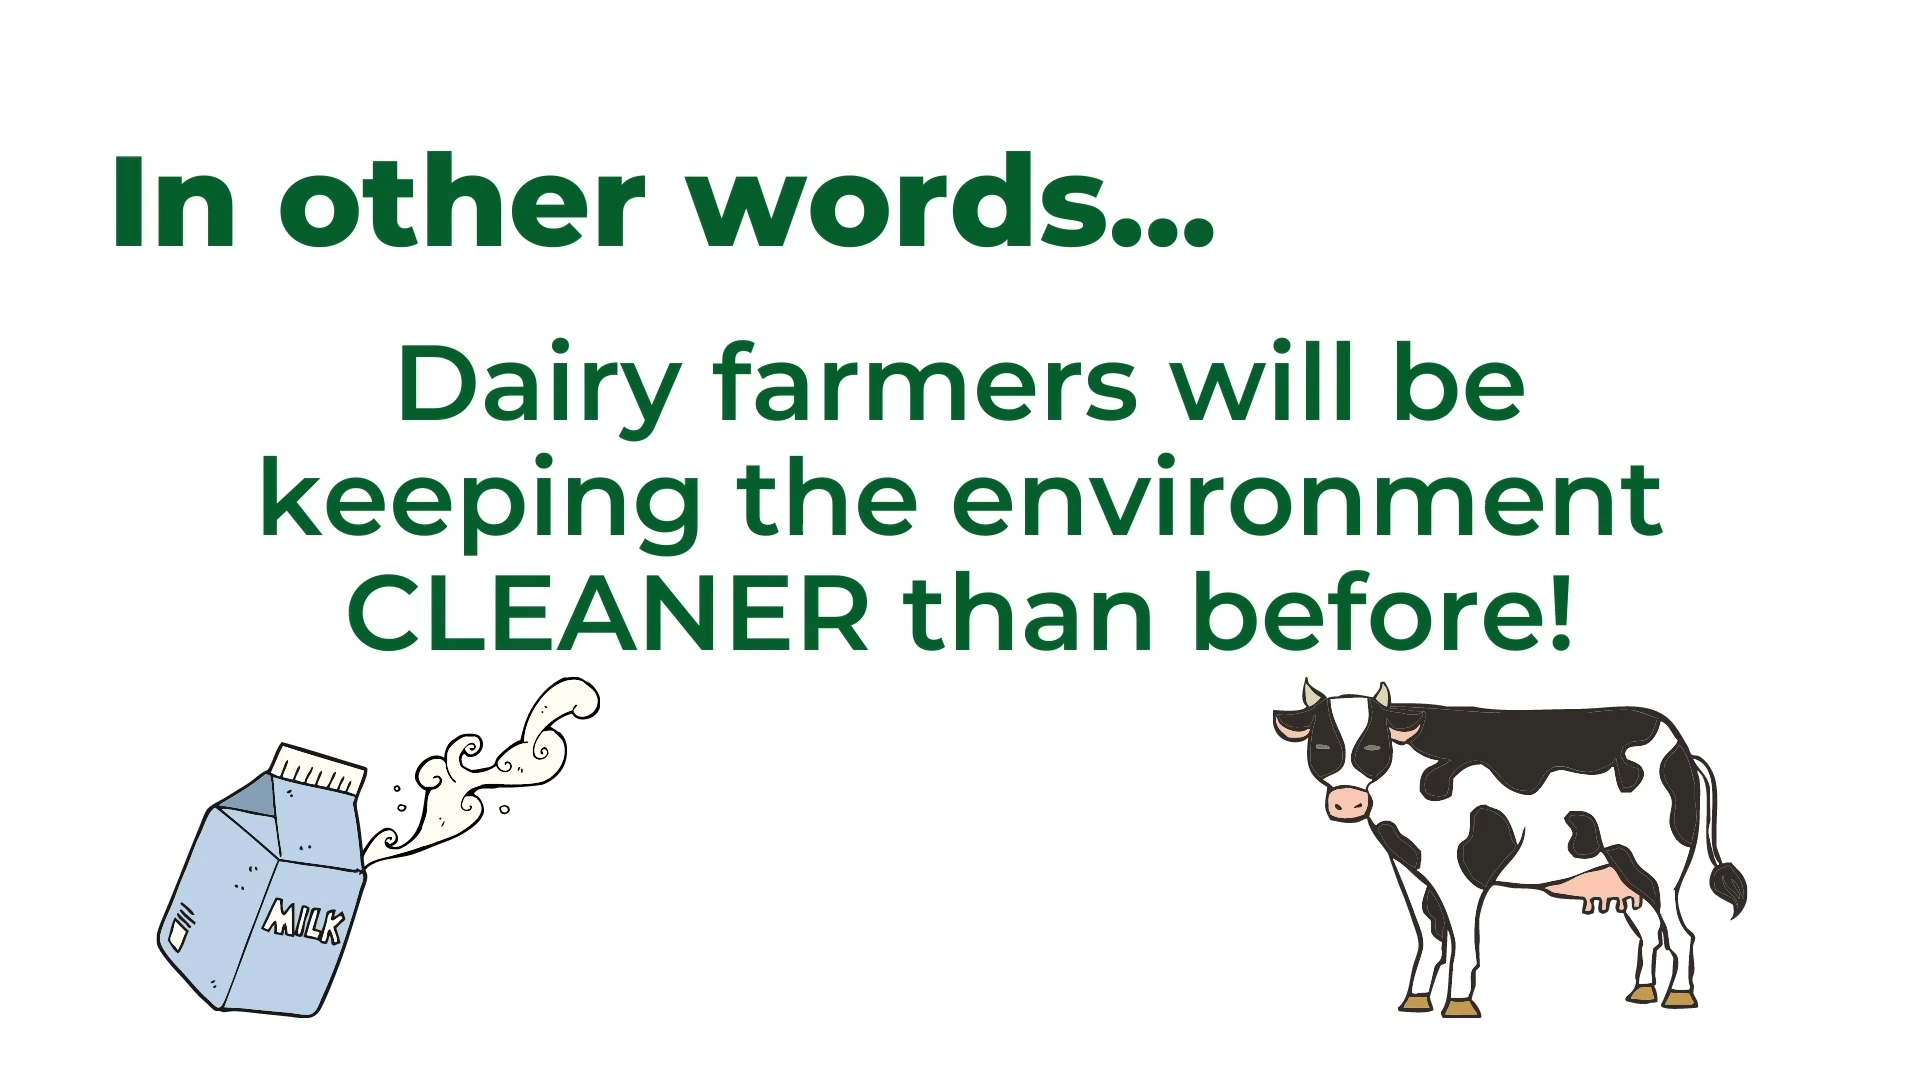 In other words...
Dairy farmers will be
keeping the environment
CLEANER than before!
MILK